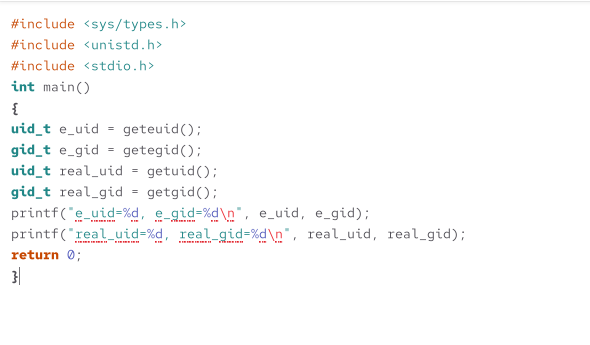 #include <sys/types.h>
#include <unistd.h>
#include <stdio.h>
int main()
{
uid_t e_uid = geteuid();
gid_t e_gid = getegid();
uid_t real_uid = getuid();
gid_t real_gid = getgid();
printf("e_uid=%d, e_gid=%d\n", e_uid, e_gid);
printf("real_uid=%d, real_gid=%d\n", real_uid, real_gid);
return 0;
}